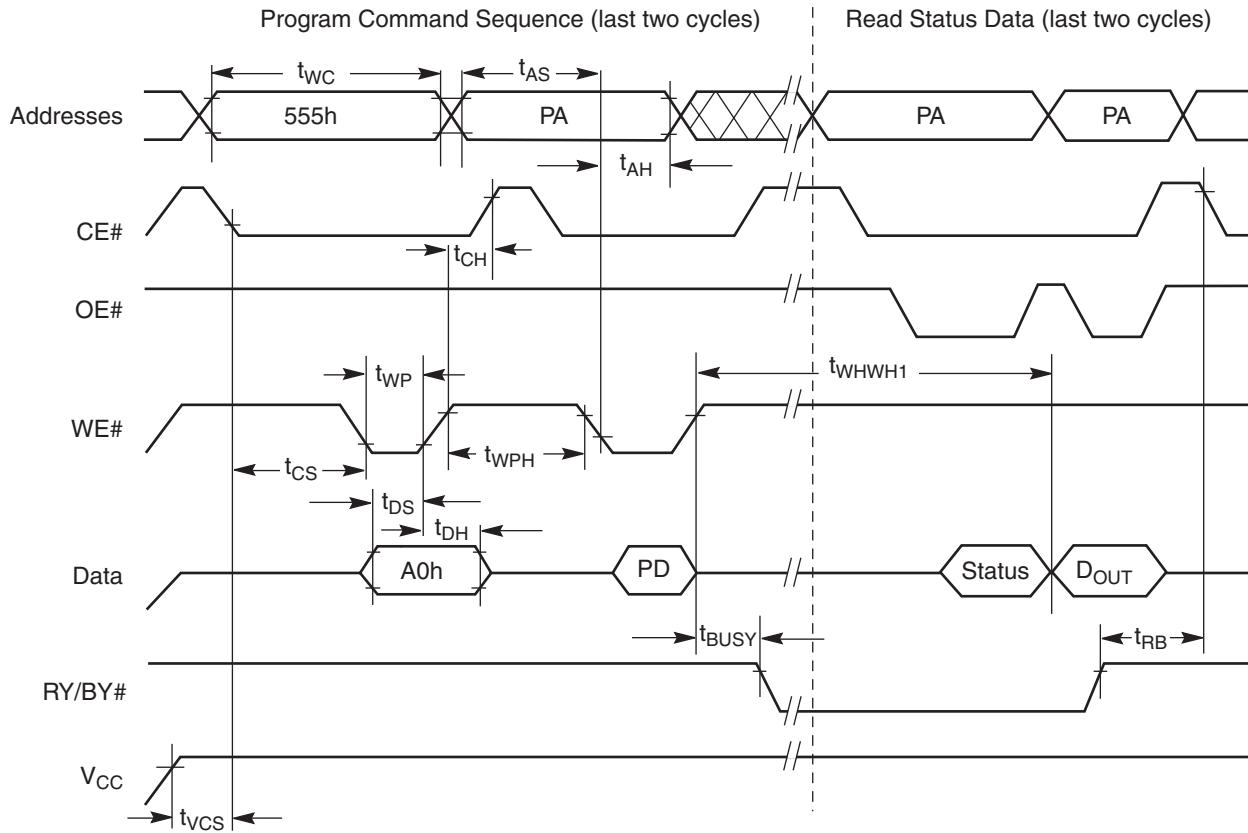 Program Command Sequence (last two cycles)
Read Status Data (last two cycles)
tWC
tAS
Addresses
555h
PA
PA
PA
tAH
CE#
tCH
OE#
tWP
tWHWH1
WE#
tWPH
tCS
tDS
tDH
Data
A0h
PD
Status
DOUT
tBUSY
tRB
RY/BY#
VCC
tVCS